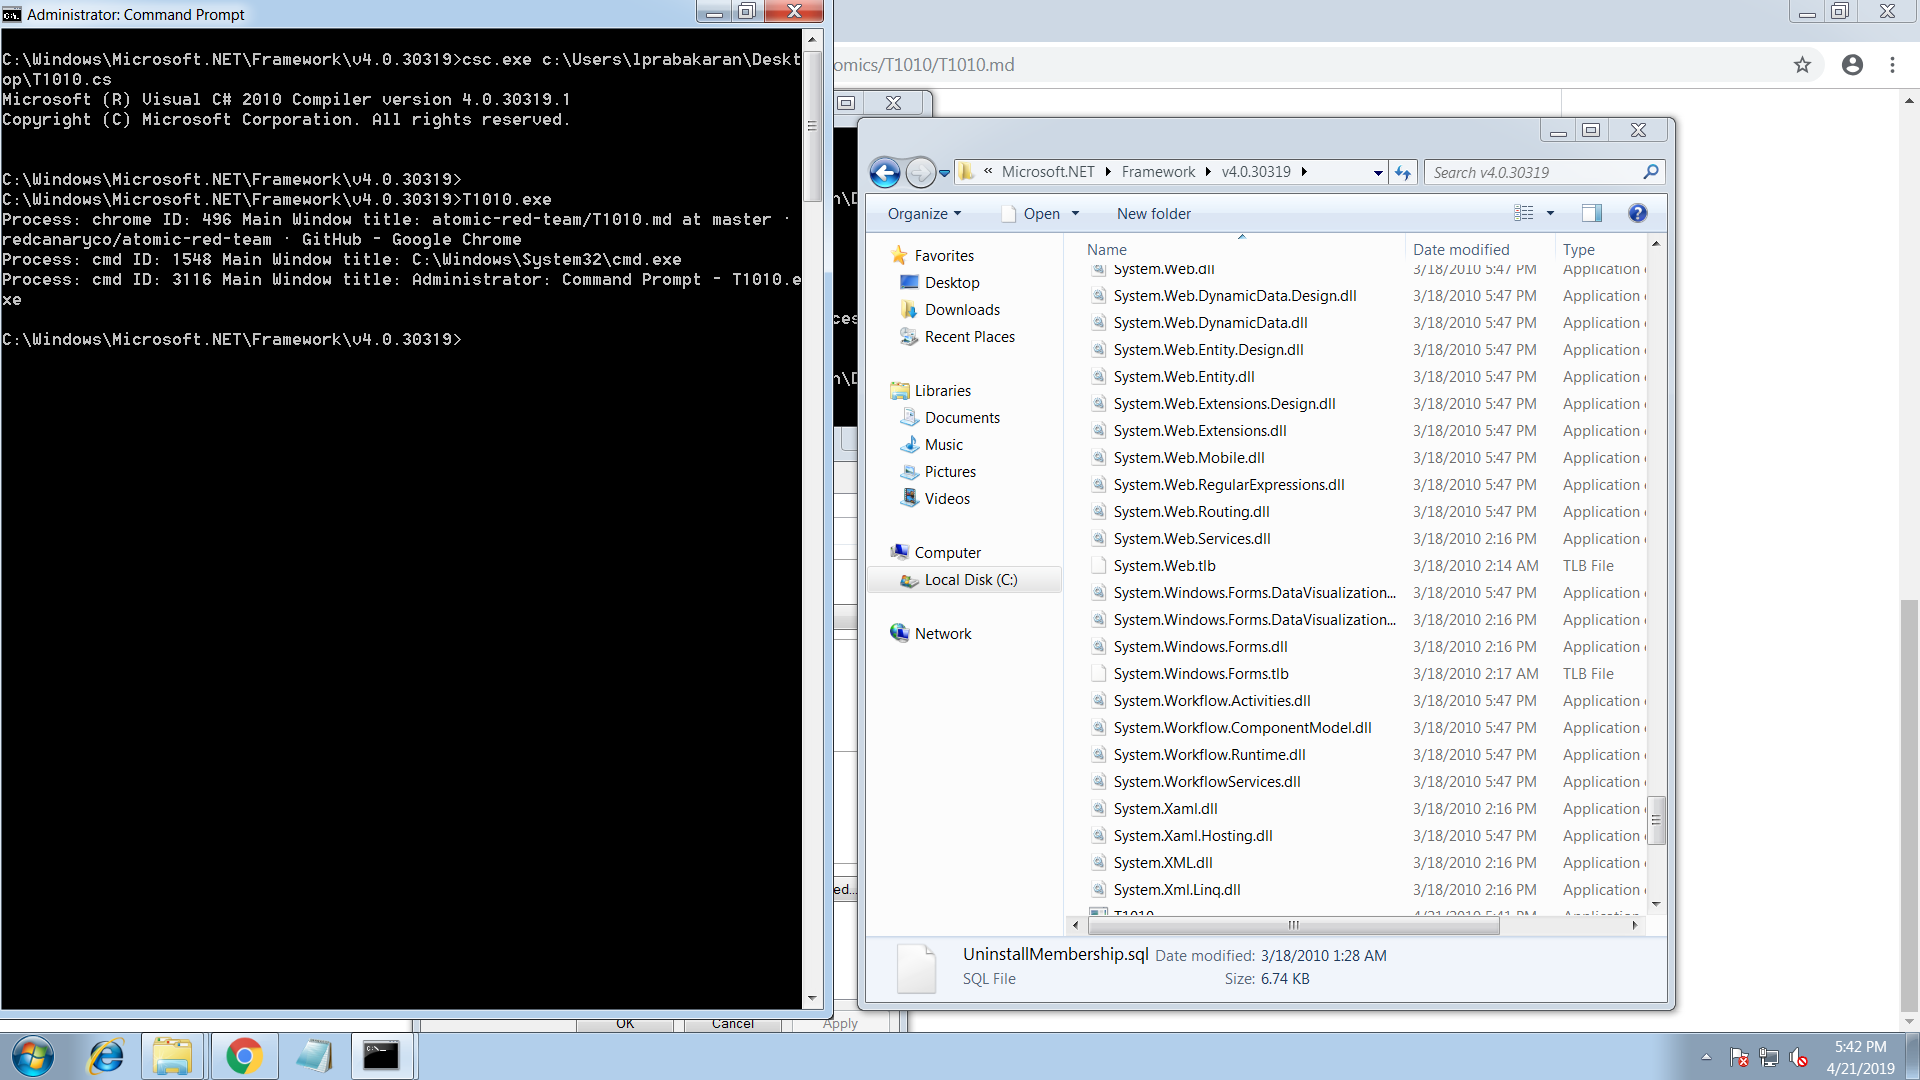 Administrator: Command Prompt
C:\Windows\Microsoft.NET\Framework\v4.0.30319>csc.exe c:\Users\lprabakaran\Deskt
op\T1010.cs
Microsoft (R) Visual C# 2010 Compiler version 4.0.30319.1
Copyright (C) Microsoft Corporation. All rights reserved.
C:\Windows\Microsoft.NET\Framework\v4.0.30319>
C:\Windows\Microsoft.NET\Framework\v4.0.30319>T1010.exe
Process: chrome ID: 496 Main Window title: atomic-red-team/T1010.md at master ·
redcanaryco/atomic-red-team · GitHub - Google Chrome
Process: cmd ID: 1548 Main Window title: C:\Windows\System32\cmd.exe
Process: cmd ID: 3116 Main Window title: Administrator: Command Prompt - T1010.e
xe
C:\Windows\Microsoft.NET\Framework\v4.0.30319>
omics/T1010/T1010.md
« Microsoft.NET Framework v4.0.30319
Search v4.0.30319
Organize Open New folder
Favorites
Desktop
Downloads
Recent Places
Libraries
Documents
Music
Pictures
Videos
Computer
Local Disk (C:)
Network
Name Date modified Type
System.Web.dll 3/18/2010 5:47 PM Application
System.Web.DynamicData.Design.dll 3/18/2010 5:47 PM Application
System.Web.DynamicData.dll 3/18/2010 5:47 PM Application
System.Web.Entity.Design.dll 3/18/2010 5:47 PM Application
System.Web.Entity.dll 3/18/2010 5:47 PM Application
System.Web.Extensions.Design.dll 3/18/2010 5:47 PM Application
System.Web.Extensions.dll 3/18/2010 5:47 PM Application
System.Web.Mobile.dll 3/18/2010 5:47 PM Application
System.Web.RegularExpressions.dll 3/18/2010 5:47 PM Application
System.Web.Routing.dll 3/18/2010 5:47 PM Application
System.Web.Services.dll 3/18/2010 2:16 PM Application
System.Web.tlb 3/18/2010 2:14 AM TLB File
System.Windows.Forms.DataVisualization... 3/18/2010 5:47 PM Application
System.Windows.Forms.DataVisualization... 3/18/2010 2:16 PM Application
System.Windows.Forms.dll 3/18/2010 2:16 PM Application
System.Windows.Forms.tlb 3/18/2010 2:17 AM TLB File
System.Workflow.Activities.dll 3/18/2010 5:47 PM Application
System.Workflow.ComponentModel.dll 3/18/2010 5:47 PM Application
System.Workflow.Runtime.dll 3/18/2010 5:47 PM Application
System.WorkflowServices.dll 3/18/2010 5:47 PM Application
System.Xaml.dll 3/18/2010 2:16 PM Application
System.Xaml.Hosting.dll 3/18/2010 5:47 PM Application
System.XML.dll 3/18/2010 2:16 PM Application
System.Xml.Linq.dll 3/18/2010 2:16 PM Application
T1010 4/21/2019 5:41 PM Application
UninstallMembership.sql Date modified: 3/18/2010 1:28 AM
SQL File Size: 6.74 KB
ed...
OK Cancel Apply
5:42 PM
4/21/2019